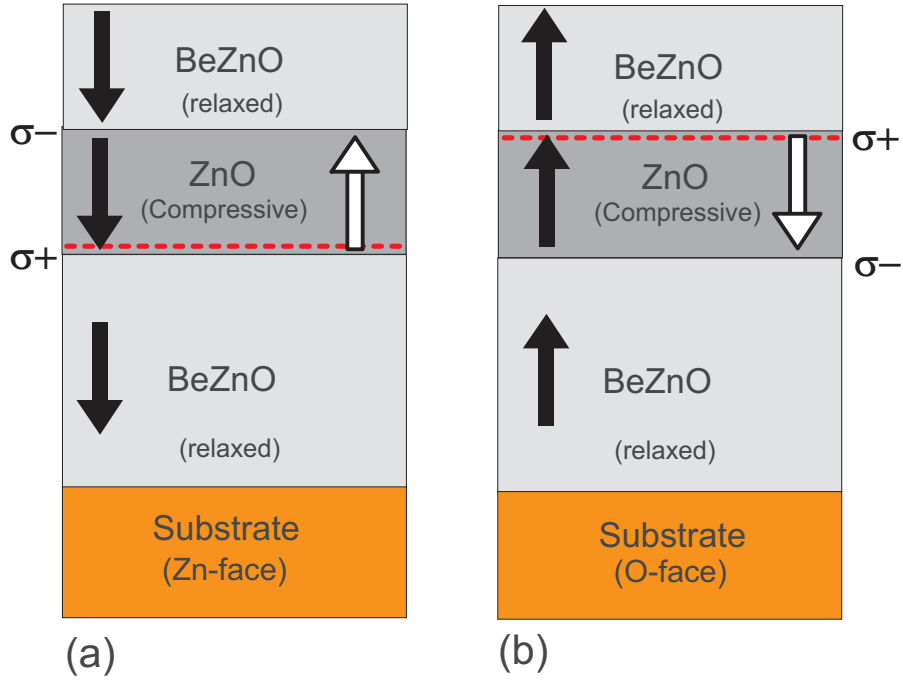 BeZnO
(relaxed)
σ−
ZnO
(Compressive)
σ+
BeZnO
(relaxed)
Substrate
(Zn-face)
(a)
BeZnO
(relaxed)
σ+
ZnO
(Compressive)
σ−
BeZnO
(relaxed)
Substrate
(O-face)
(b)